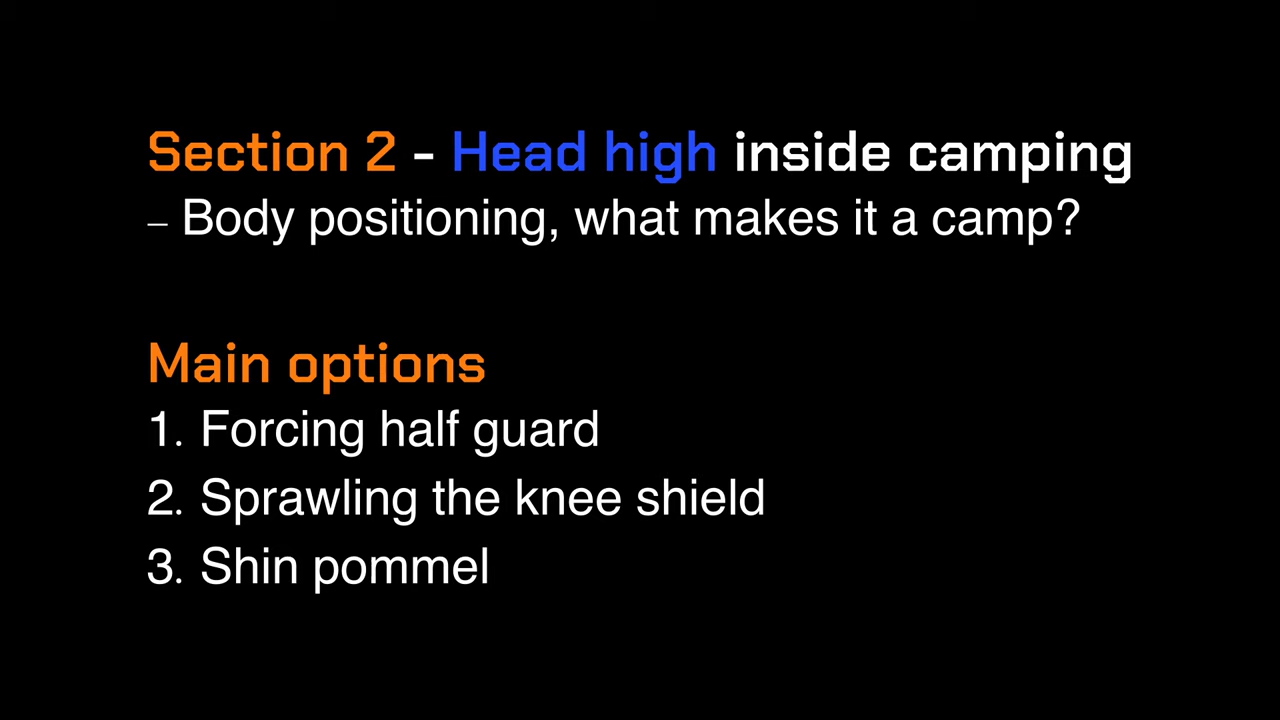 Section 2 - Head high inside camping
– Body positioning, what makes it a camp?
Main options
1. Forcing half guard
2. Sprawling the knee shield
3. Shin pommel